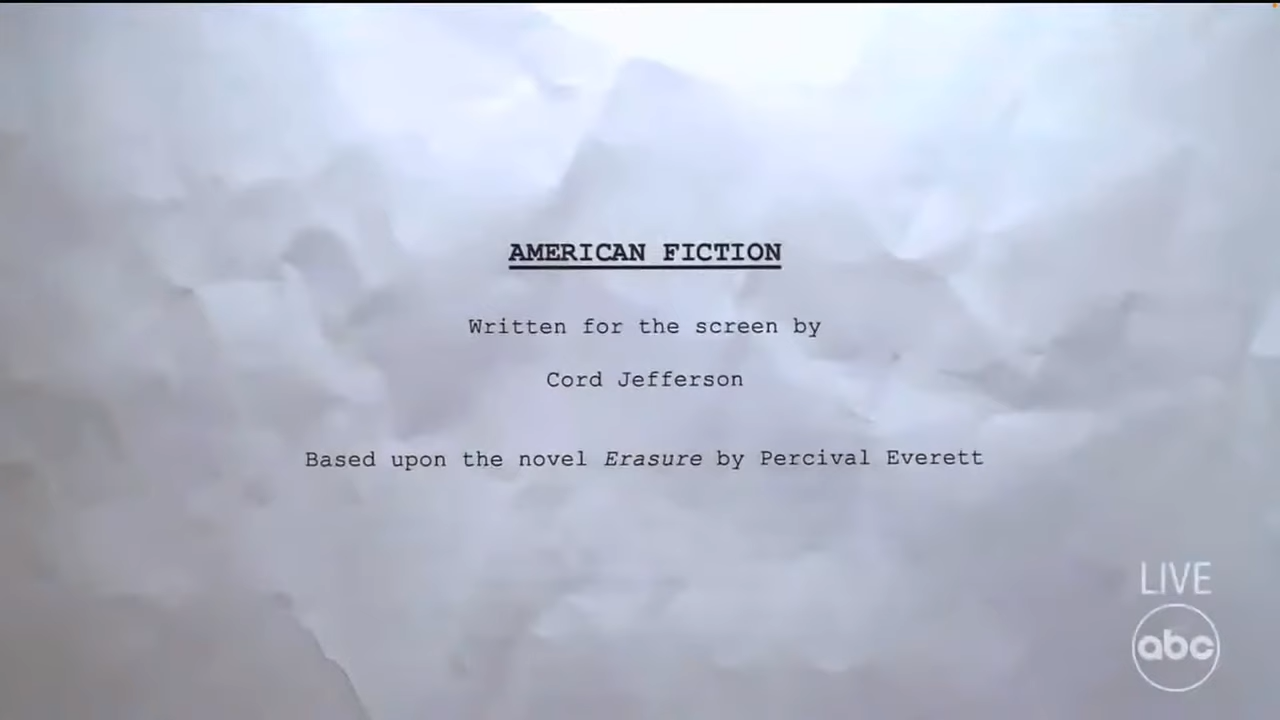 AMERICAN FICTION
Written for the screen by
Cord Jefferson
Based upon the novel Erasure by Percival Everett
LIVE
abc